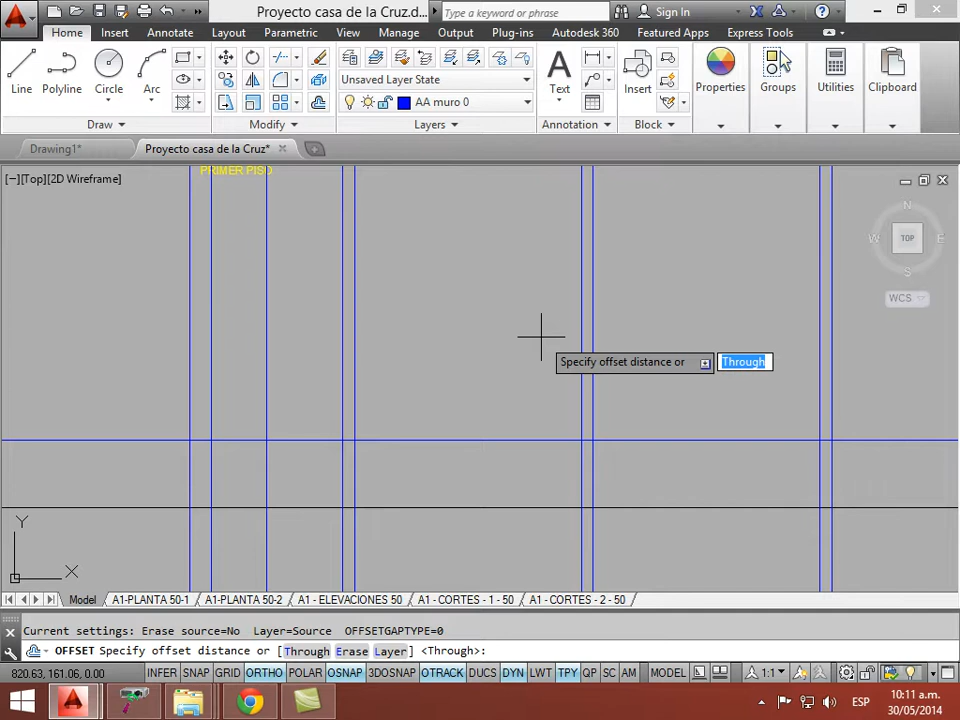 Proyecto casa de la Cruz.d...
Type a keyword or phrase
Sign In
Home Insert Annotate Layout Parametric View Manage Output Plug-ins Autodesk 360 Featured Apps Express Tools
Unsaved Layer State
AA muro 0
Line Polyline Circle Arc Text Insert Properties Groups Utilities Clipboard
Draw Modify Layers Annotation Block
Drawing1* Proyecto casa de la Cruz*
[−][Top][2D Wireframe]
PRIMER PISO
N
W TOP E
S
WCS
Specify offset distance or Through
Y
X
Model A1-PLANTA 50-1 A1-PLANTA 50-2 A1 - ELEVACIONES 50 A1 - CORTES - 1 - 50 A1 - CORTES - 2 - 50
Current settings: Erase source=No Layer=Source OFFSETGAPTYPE=0
OFFSET Specify offset distance or [Through Erase Layer] <Through>:
820.63, 161.06, 0.00 INFER SNAP GRID ORTHO POLAR OSNAP 3DOSNAP OTRACK DUCS DYN LWT TPY QP SC AM MODEL 1:1
ESP
10:11 a.m.
30/05/2014